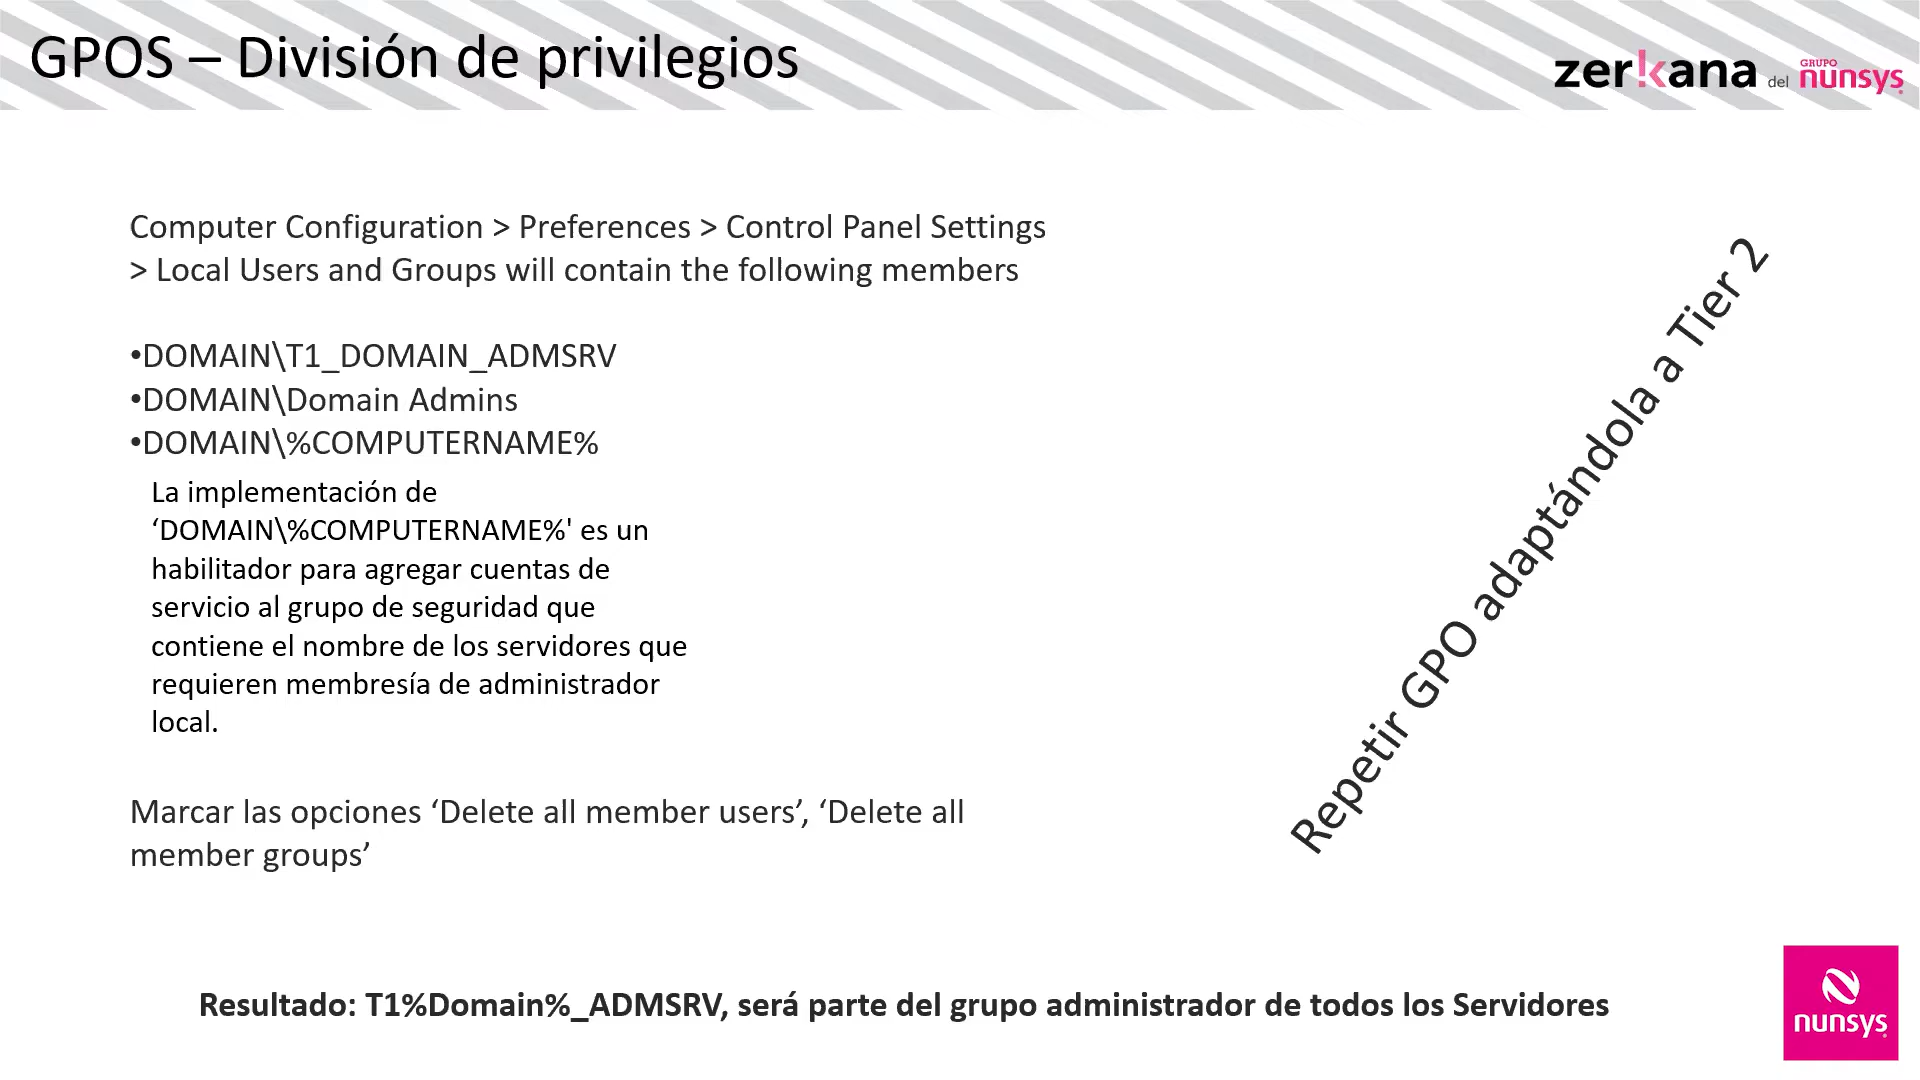 GPOS – División de privilegios
zer!kana del GRUPO nunsys
Computer Configuration > Preferences > Control Panel Settings
> Local Users and Groups will contain the following members
•DOMAIN\T1_DOMAIN_ADMSRV
•DOMAIN\Domain Admins
•DOMAIN\%COMPUTERNAME%
La implementación de
‘DOMAIN\%COMPUTERNAME%' es un
habilitador para agregar cuentas de
servicio al grupo de seguridad que
contiene el nombre de los servidores que
requieren membresía de administrador
local.
Marcar las opciones ‘Delete all member users’, ‘Delete all
member groups’
Repetir GPO adaptándola a Tier 2
Resultado: T1%Domain%_ADMSRV, será parte del grupo administrador de todos los Servidores
nunsys